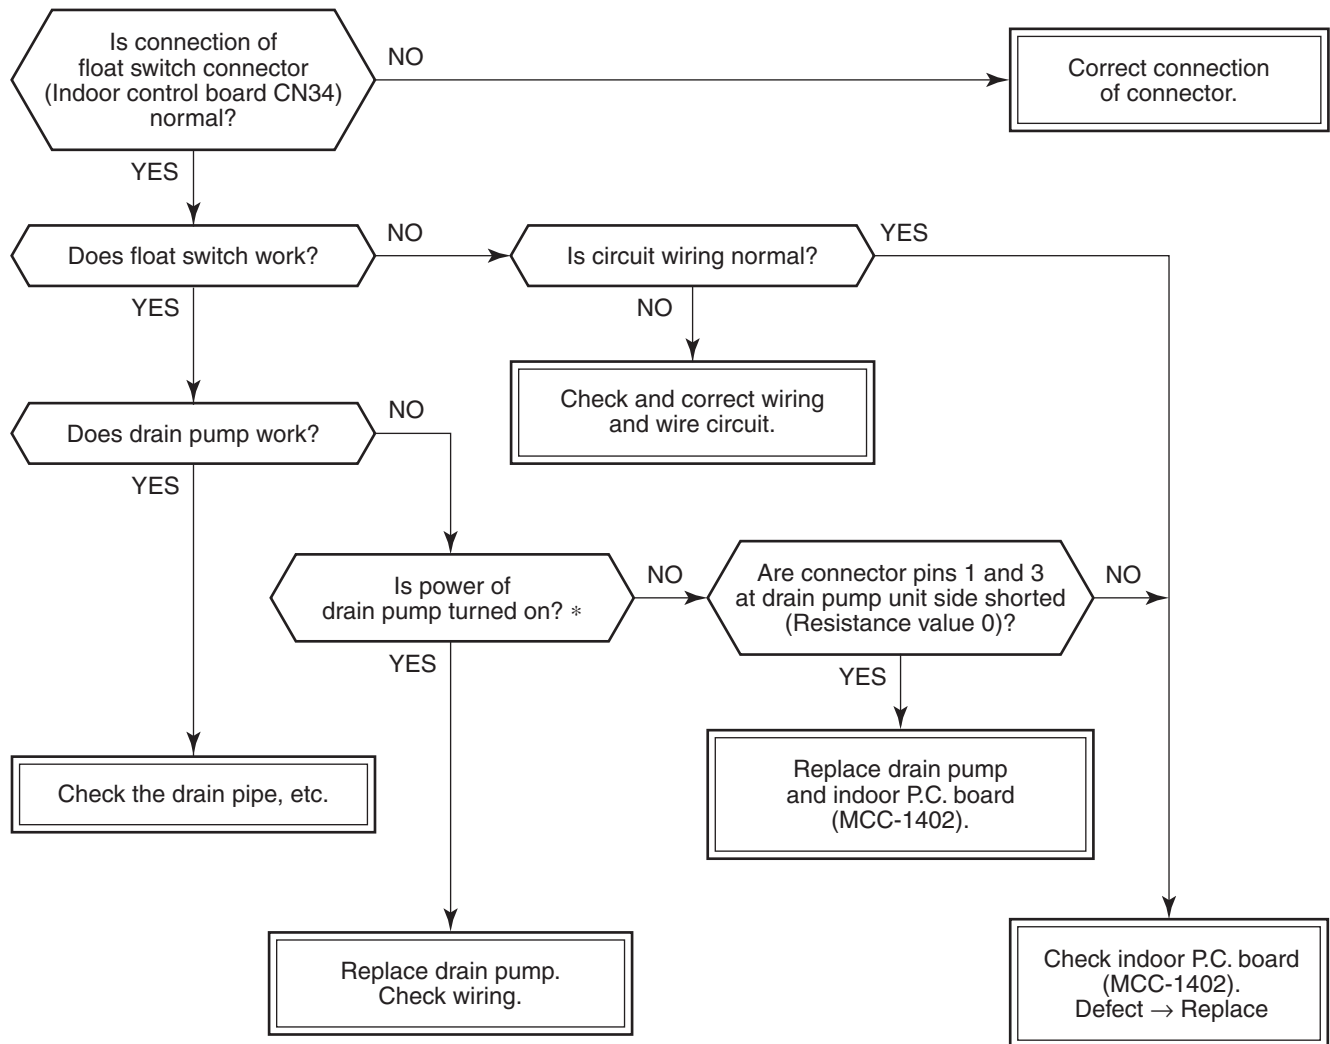 Is connection of
float switch connector
(Indoor control board CN34)
normal?
NO
Correct connection
of connector.
YES
Does float switch work?
NO
Is circuit wiring normal?
YES
YES
NO
Check and correct wiring
and wire circuit.
Does drain pump work?
NO
YES
Is power of
drain pump turned on? *
NO
Are connector pins 1 and 3
at drain pump unit side shorted
(Resistance value 0)?
NO
YES
YES
Check the drain pipe, etc.
Replace drain pump
and indoor P.C. board
(MCC-1402).
Replace drain pump.
Check wiring.
Check indoor P.C. board
(MCC-1402).
Defect → Replace